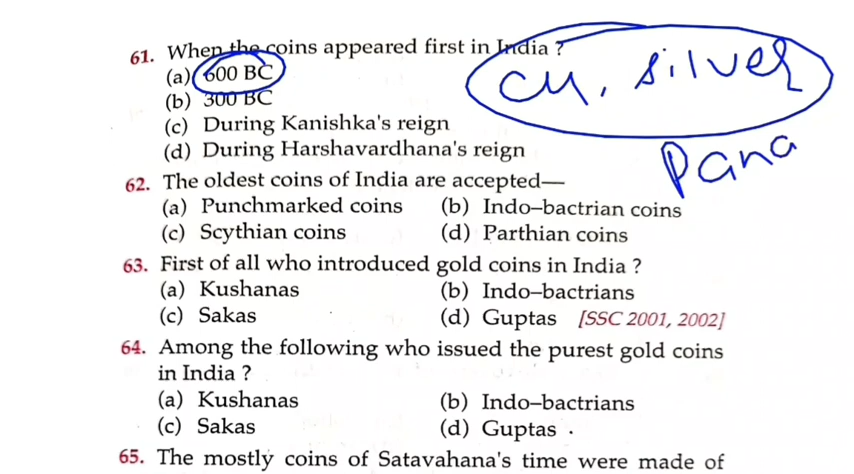 61. When the coins appeared first in India ?
(a) 600 BC
cu, silver
(b) 300 BC
(c) During Kanishka's reign
(d) During Harshavardhana's reign
Pana
62. The oldest coins of India are accepted—
(a) Punchmarked coins (b) Indo–bactrian coins
(c) Scythian coins (d) Parthian coins
63. First of all who introduced gold coins in India ?
(a) Kushanas (b) Indo–bactrians
(c) Sakas (d) Guptas [SSC 2001, 2002]
64. Among the following who issued the purest gold coins
in India ?
(a) Kushanas (b) Indo–bactrians
(c) Sakas (d) Guptas .
65. The mostly coins of Satavahana's time were made of